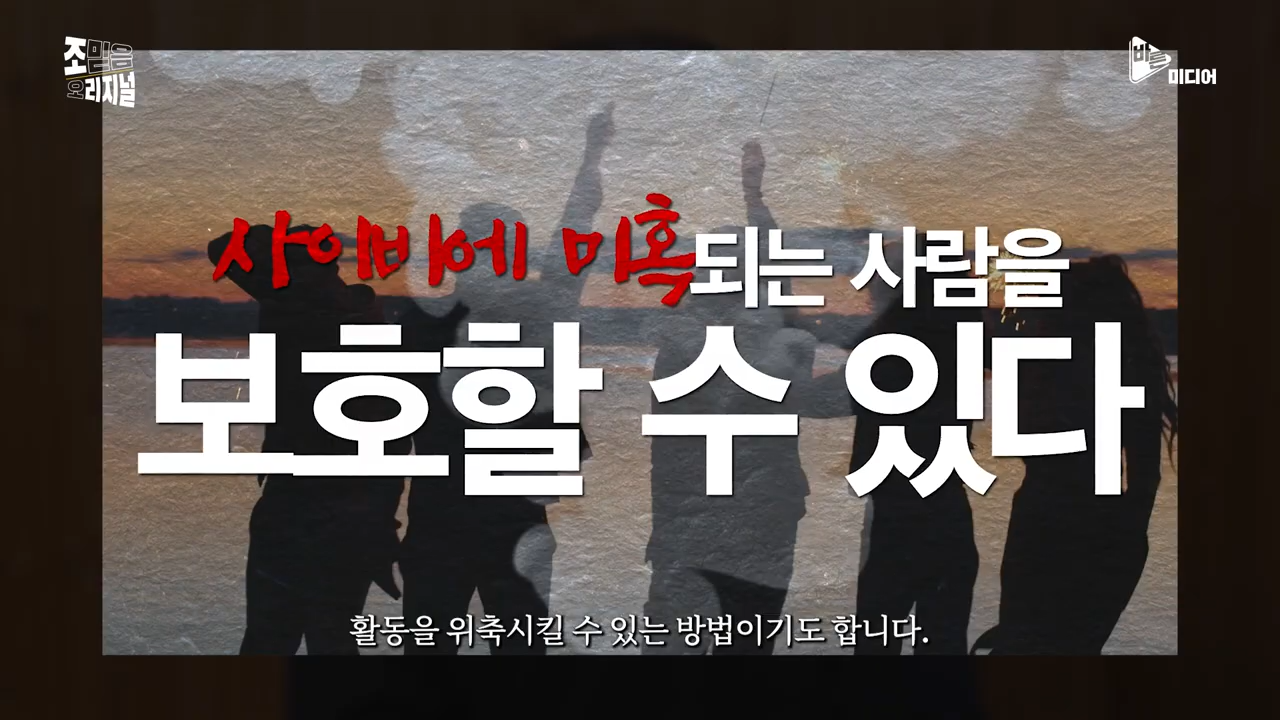 조믿음
오리지널
바른
미디어
사이비에 미혹되는 사람을
보호할 수 있다
활동을 위축시킬 수 있는 방법이기도 합니다.